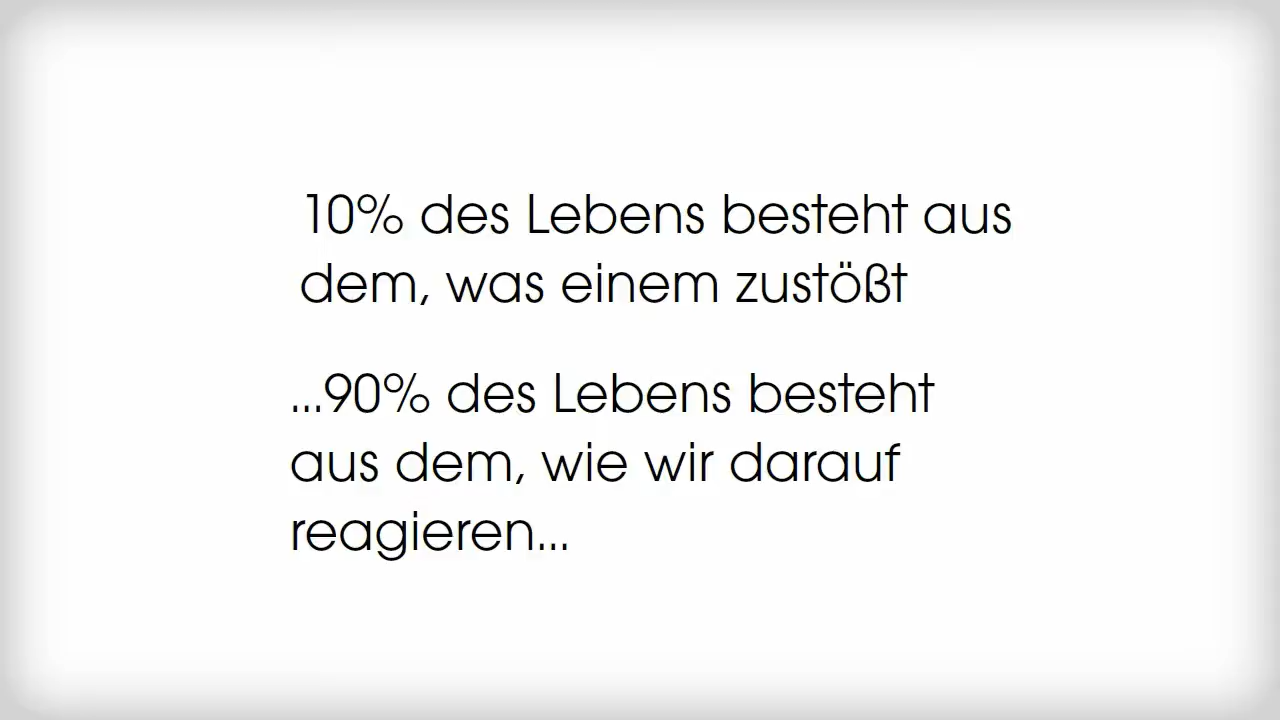 10% des Lebens besteht aus
dem, was einem zustößt
...90% des Lebens besteht
aus dem, wie wir darauf
reagieren...